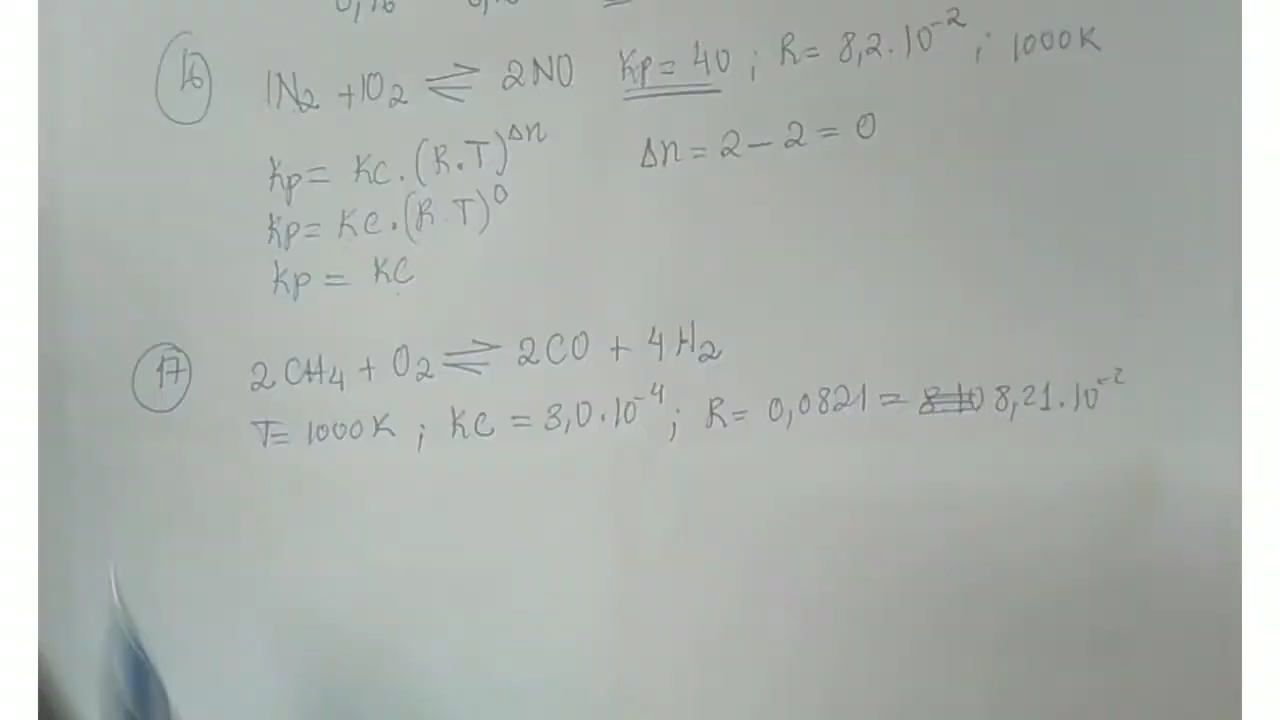 16 1N2 + 1O2 ⇌ 2NO Kp = 40 ; R = 8,2.10^-2 ; 1000K
Kp = KC.(R.T)^Δn Δn = 2 - 2 = 0
Kp = KC.(R.T)^0
Kp = KC
17 2CH4 + O2 ⇌ 2CO + 4H2
T= 1000K ; KC = 3,0.10^-4 ; R = 0,0821 = 8,21.10^-2